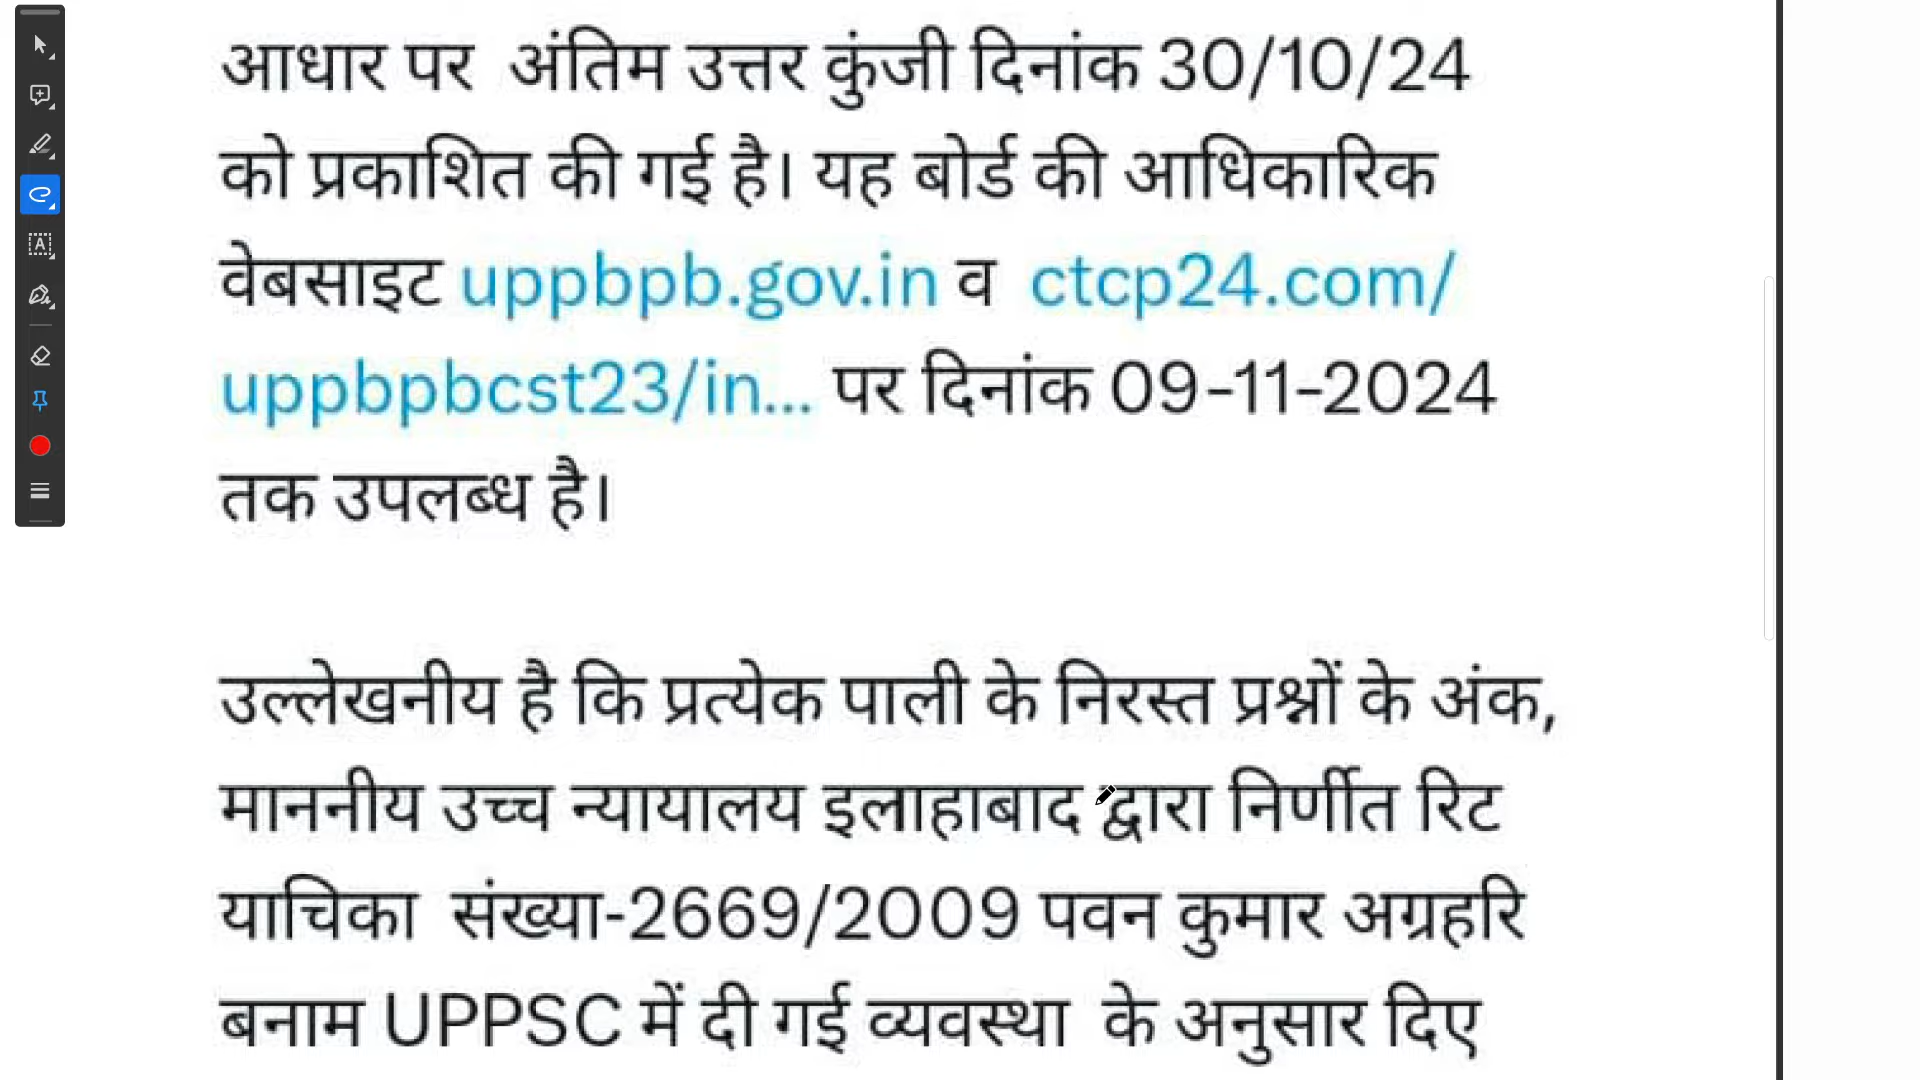 आधार पर अंतिम उत्तर कुंजी दिनांक 30/10/24
को प्रकाशित की गई है। यह बोर्ड की आधिकारिक
वेबसाइट uppbpb.gov.in व ctcp24.com/
uppbpbcst23/in... पर दिनांक 09-11-2024
तक उपलब्ध है।
उल्लेखनीय है कि प्रत्येक पाली के निरस्त प्रश्नों के अंक,
माननीय उच्च न्यायालय इलाहाबाद द्वारा निर्णीत रिट
याचिका संख्या-2669/2009 पवन कुमार अग्रहरि
बनाम UPPSC में दी गई व्यवस्था के अनुसार दिए